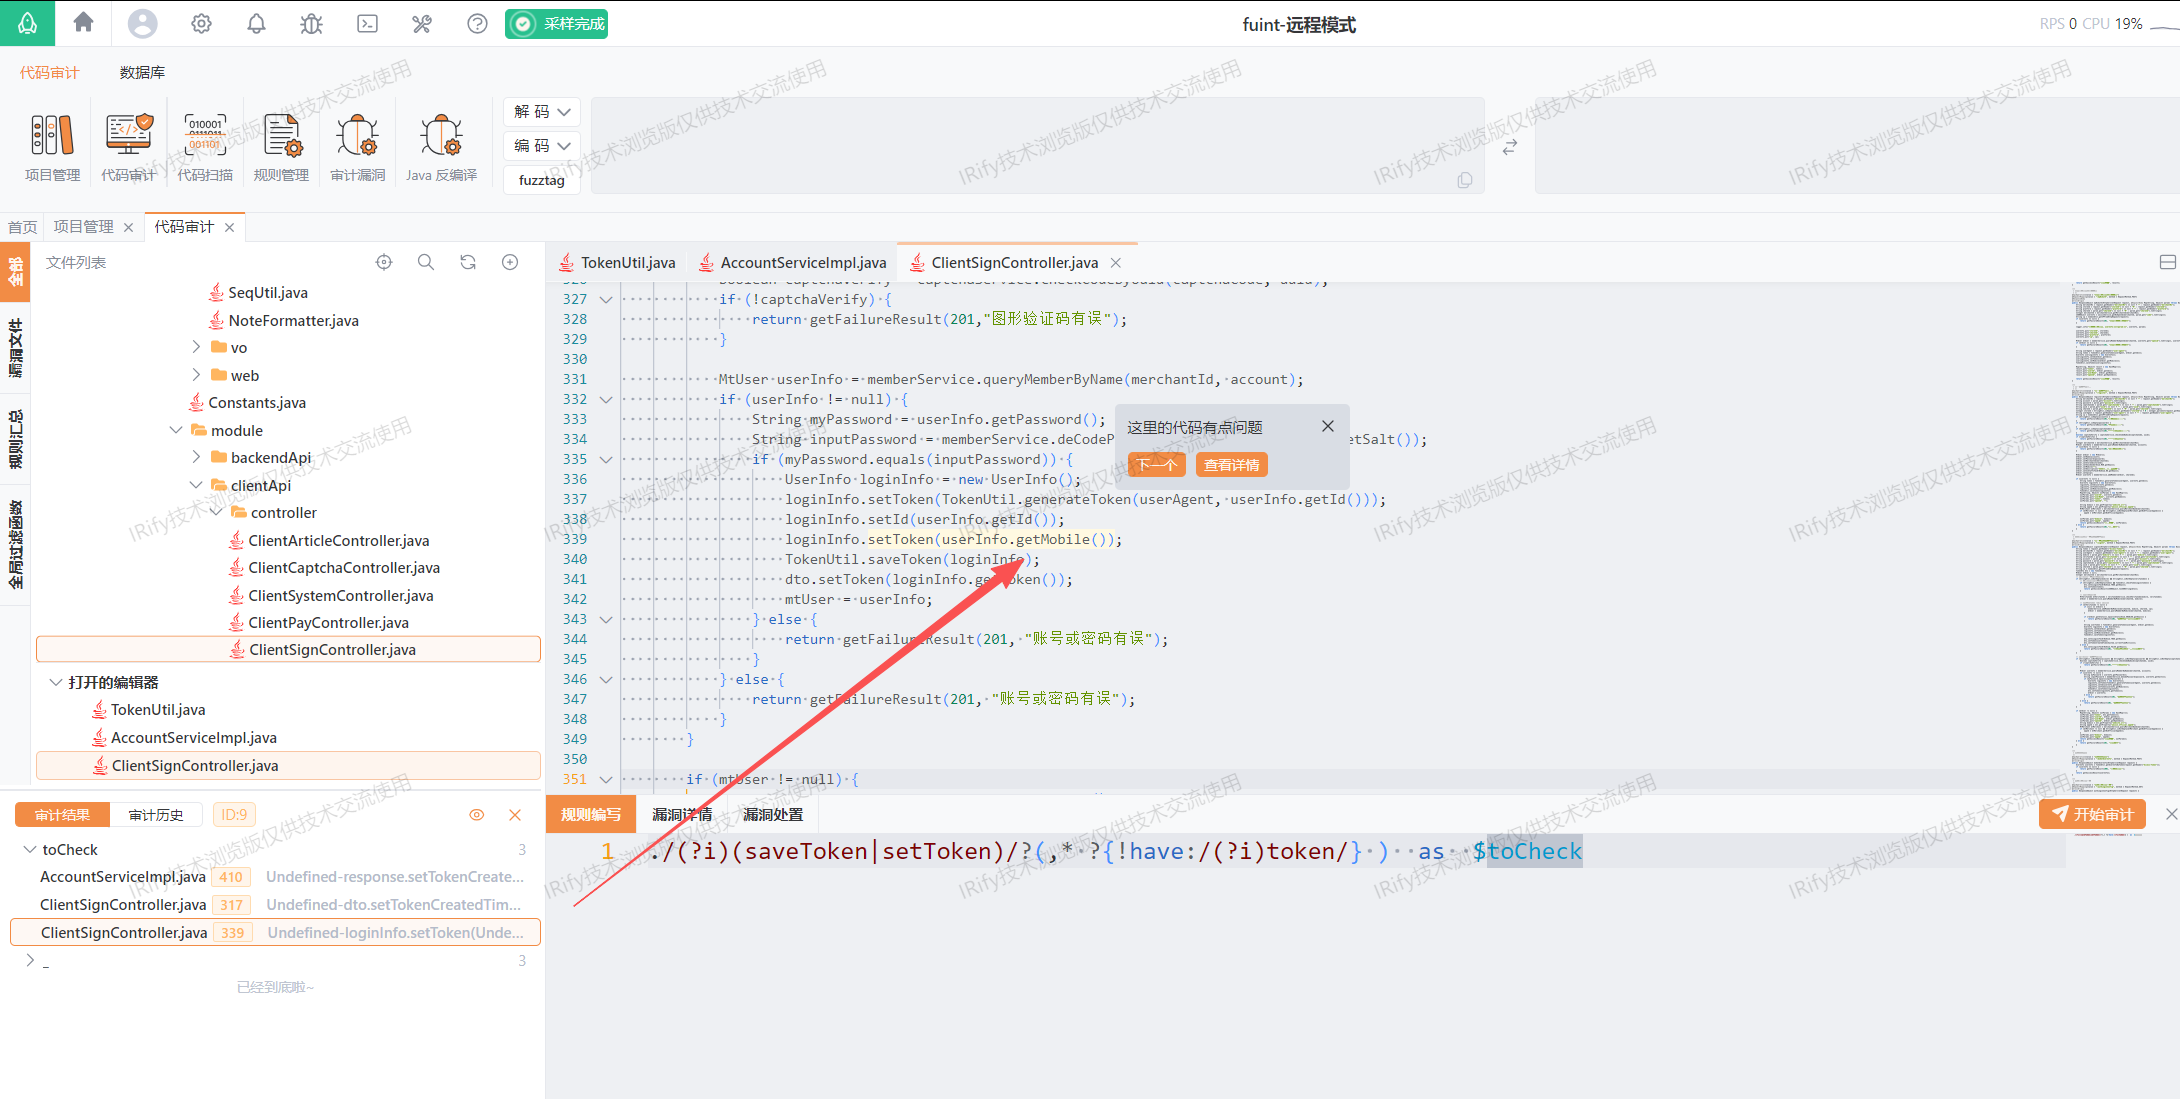 采样完成
fuint-远程模式
RPS 0 CPU 19%
代码审计 数据库
项目管理 代码审计 代码扫描 规则管理 审计漏洞 Java 反编译
解 码
编 码
fuzztag
首页 项目管理 代码审计
全部
漏洞文件
规则汇总
全局过滤函数
文件列表
SeqUtil.java
NoteFormatter.java
vo
web
Constants.java
module
backendApi
clientApi
controller
ClientArticleController.java
ClientCaptchaController.java
ClientSystemController.java
ClientPayController.java
ClientSignController.java
打开的编辑器
TokenUtil.java
AccountServiceImpl.java
ClientSignController.java
审计结果 审计历史 ID:9
toCheck 3
AccountServiceImpl.java 410 Undefined-response.setTokenCreate...
ClientSignController.java 317 Undefined-dto.setTokenCreatedTim...
ClientSignController.java 339 Undefined-loginInfo.setToken(Unde...
_ 3
已经到底啦~
TokenUtil.java AccountServiceImpl.java ClientSignController.java
327 if (!captchaVerify) {
328 return getFailureResult(201,"图形验证码有误");
329 }
330
331 MtUser userInfo = memberService.queryMemberByName(merchantId, account);
332 if (userInfo != null) {
333 String myPassword = userInfo.getPassword();
334 String inputPassword = memberService.deCodeP etSalt());
335 if (myPassword.equals(inputPassword)) {
336 UserInfo loginInfo = new UserInfo();
337 loginInfo.setToken(TokenUtil.generateToken(userAgent, userInfo.getId()));
338 loginInfo.setId(userInfo.getId());
339 loginInfo.setToken(userInfo.getMobile());
340 TokenUtil.saveToken(loginInfo);
341 dto.setToken(loginInfo.getToken());
342 mtUser = userInfo;
343 } else {
344 return getFailureResult(201, "账号或密码有误");
345 }
346 } else {
347 return getFailureResult(201, "账号或密码有误");
348 }
349 }
350
351 if (mtUser != null) {
这里的代码有点问题
下一个 查看详情
规则编写 漏洞详情 漏洞处置 开始审计
1 ./(?i)(saveToken|setToken)/?(,* ?{!have:/(?i)token/} ) as $toCheck
IRify技术浏览版仅供技术交流使用